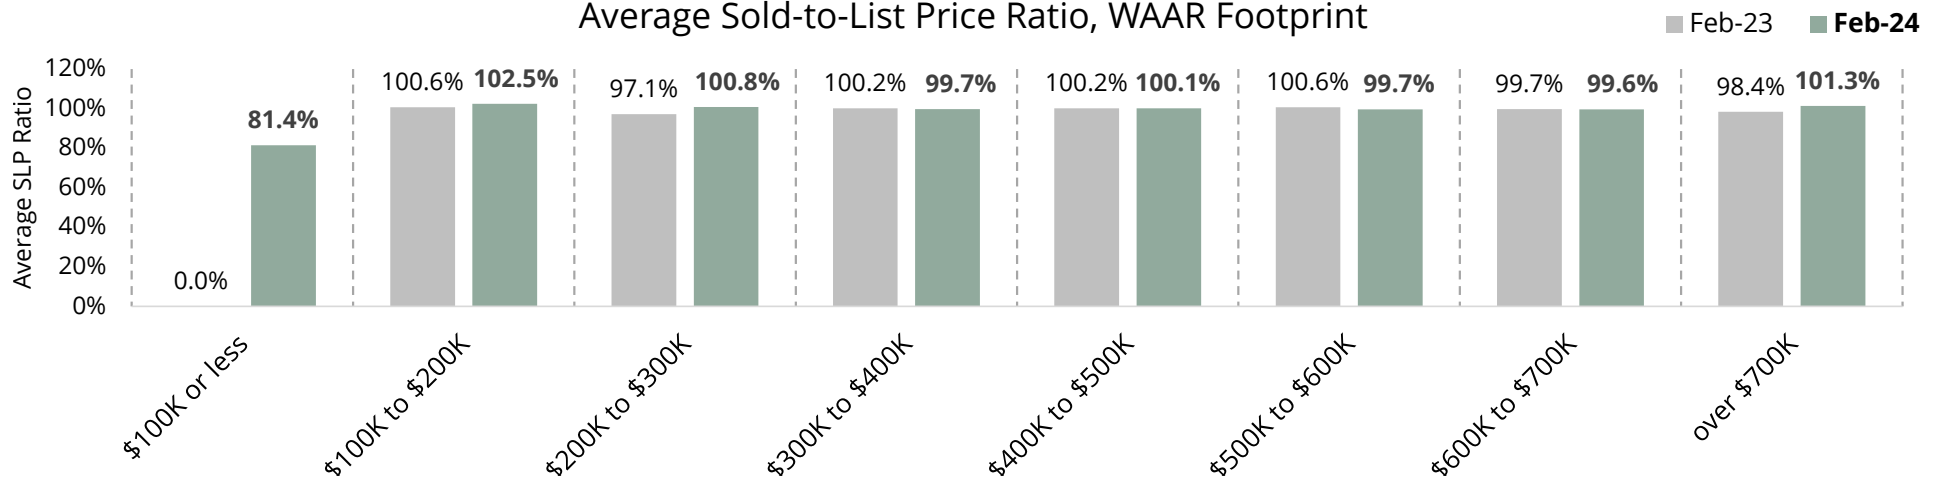 Average Sold-to-List Price Ratio, WAAR Footprint
Feb-23
Feb-24
Average SLP Ratio
120%
100%
80%
60%
40%
20%
0%
0.0%
81.4%
100.6%
102.5%
97.1%
100.8%
100.2%
99.7%
100.2%
100.1%
100.6%
99.7%
99.7%
99.6%
98.4%
101.3%
$100K or less
$100K to $200K
$200K to $300K
$300K to $400K
$400K to $500K
$500K to $600K
$600K to $700K
over $700K